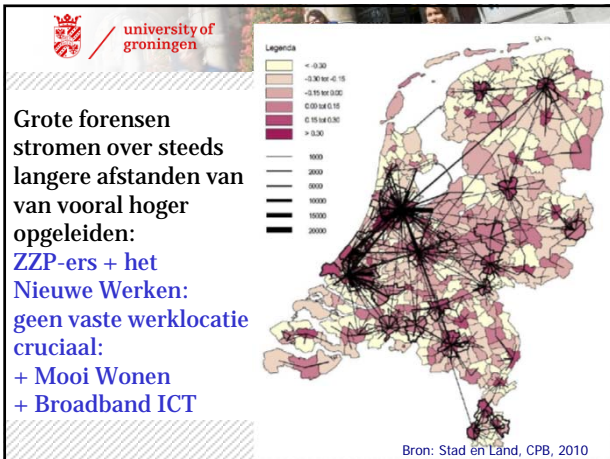 university of
groningen
Grote forensen
stromen over steeds
langere afstanden van
van vooral hoger
opgeleiden:
ZZP-ers + het
Nieuwe Werken:
geen vaste werklocatie
cruciaal:
+ Mooi Wonen
+ Broadband ICT
Legenda
< -0.30
-0.30 tot -0.15
-0.15 tot 0.00
0.00 tot 0.15
0.15 tot 0.30
> 0.30
1000
2000
5000
10000
15000
20000
Bron: Stad en Land, CPB, 2010